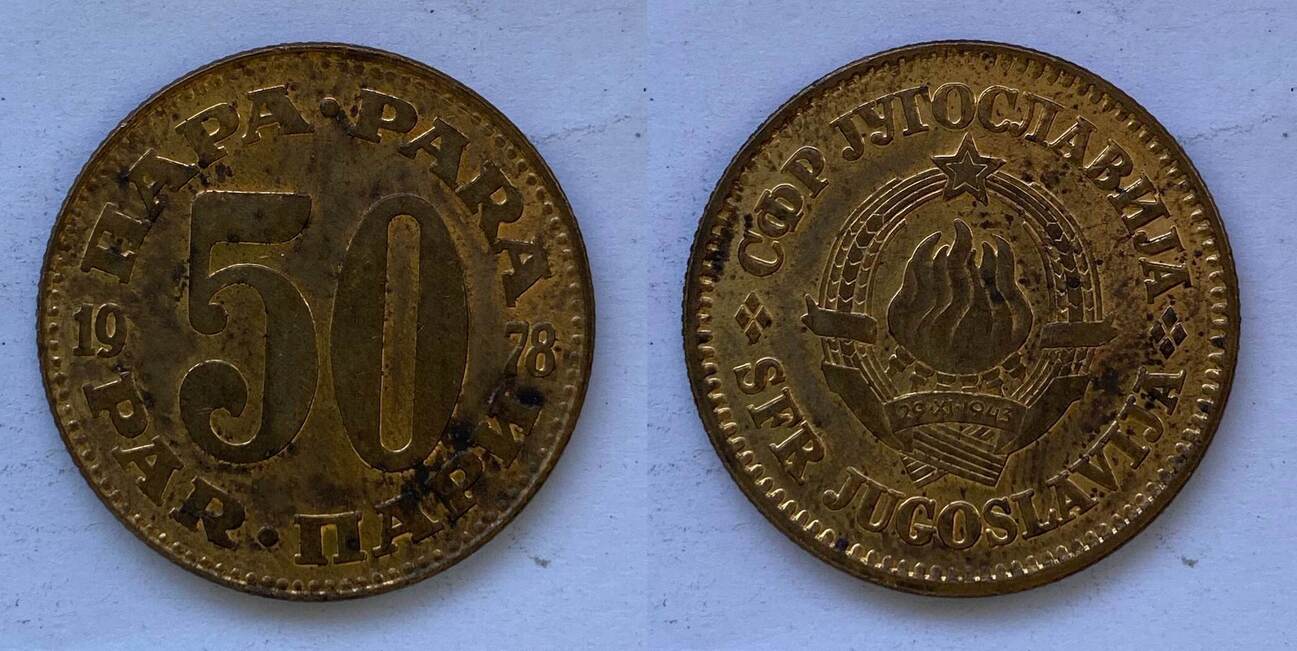 ПАРА · PARA
50
19 78
PAR · ПАРИ
СФР ЈУГОСЛАВИЈА
29·XI·1943
SFR JUGOSLAVIJA